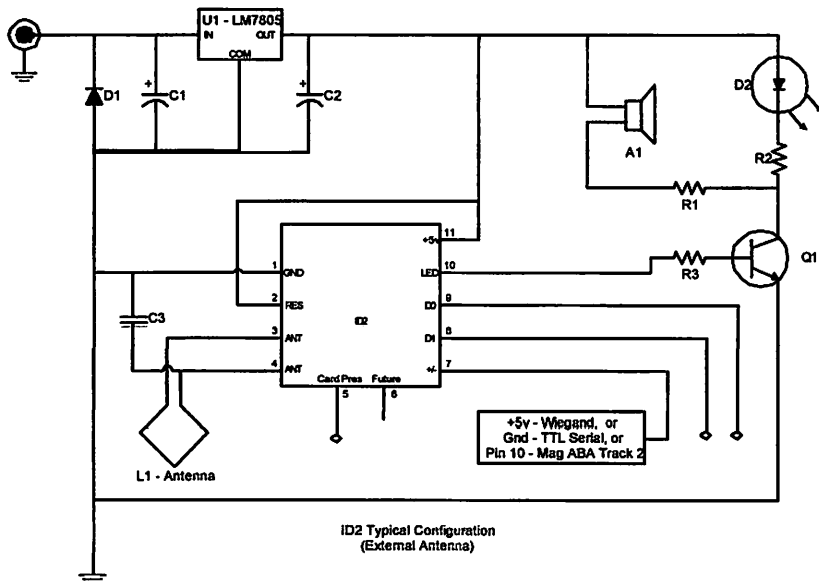 U1 - LM7805
IN
OUT
COM
D1
+
C1
+
C2
D2
A1
R2
R1
11
+5v
1
GND
LED
10
R3
Q1
2
RES
D0
9
C3
ID2
3
ANT
D1
8
4
ANT
+/-
7
Card Pres
Future
5
6
+5v - Wiegand, or
Gnd - TTL Serial, or
Pin 10 - Mag ABA Track 2
L1 - Antenna
ID2 Typical Configuration
(External Antenna)